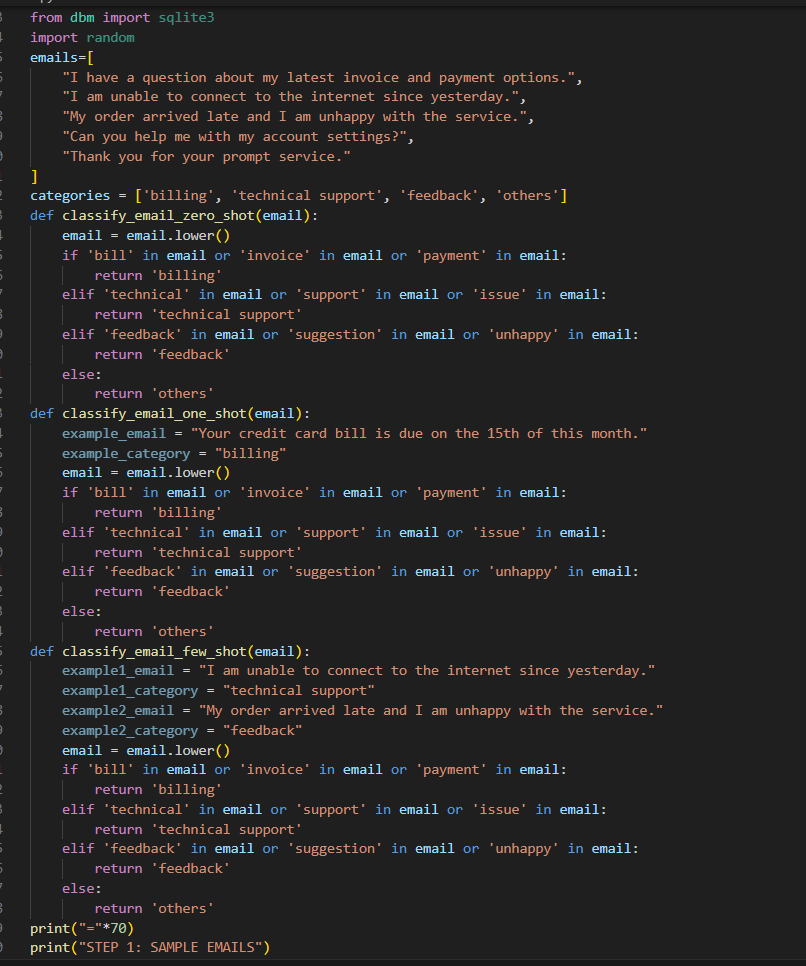 from dbm import sqlite3
import random
emails=[
    "I have a question about my latest invoice and payment options.",
    "I am unable to connect to the internet since yesterday.",
    "My order arrived late and I am unhappy with the service.",
    "Can you help me with my account settings?",
    "Thank you for your prompt service."
]
categories = ['billing', 'technical support', 'feedback', 'others']
def classify_email_zero_shot(email):
    email = email.lower()
    if 'bill' in email or 'invoice' in email or 'payment' in email:
        return 'billing'
    elif 'technical' in email or 'support' in email or 'issue' in email:
        return 'technical support'
    elif 'feedback' in email or 'suggestion' in email or 'unhappy' in email:
        return 'feedback'
    else:
        return 'others'
def classify_email_one_shot(email):
    example_email = "Your credit card bill is due on the 15th of this month."
    example_category = "billing"
    email = email.lower()
    if 'bill' in email or 'invoice' in email or 'payment' in email:
        return 'billing'
    elif 'technical' in email or 'support' in email or 'issue' in email:
        return 'technical support'
    elif 'feedback' in email or 'suggestion' in email or 'unhappy' in email:
        return 'feedback'
    else:
        return 'others'
def classify_email_few_shot(email):
    example1_email = "I am unable to connect to the internet since yesterday."
    example1_category = "technical support"
    example2_email = "My order arrived late and I am unhappy with the service."
    example2_category = "feedback"
    email = email.lower()
    if 'bill' in email or 'invoice' in email or 'payment' in email:
        return 'billing'
    elif 'technical' in email or 'support' in email or 'issue' in email:
        return 'technical support'
    elif 'feedback' in email or 'suggestion' in email or 'unhappy' in email:
        return 'feedback'
    else:
        return 'others'
print("="*70)
print("STEP 1: SAMPLE EMAILS")